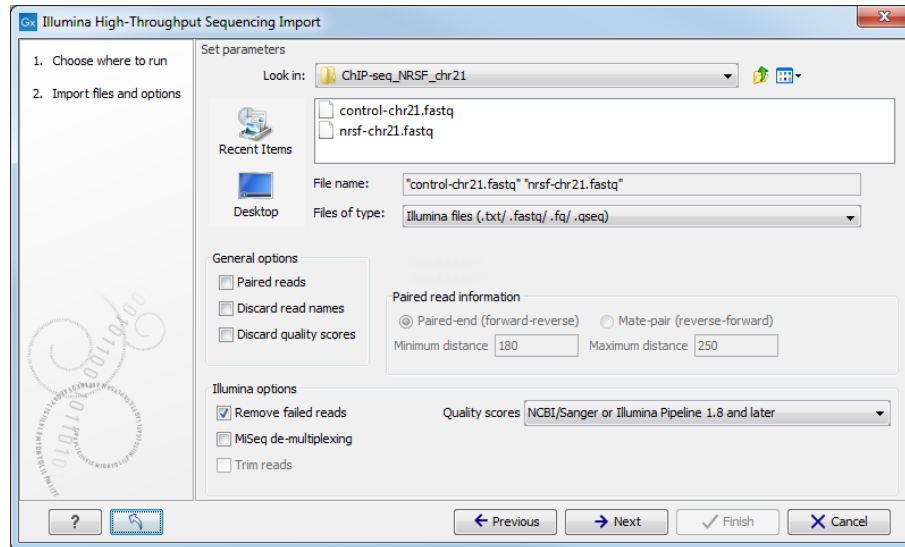 Gx Illumina High-Throughput Sequencing Import
1. Choose where to run
2. Import files and options
Set parameters
Look in: ChIP-seq_NRSF_chr21
control-chr21.fastq
nrsf-chr21.fastq
Recent Items
Desktop
File name: "control-chr21.fastq" "nrsf-chr21.fastq"
Files of type: Illumina files (.txt/ .fastq/ .fq/ .qseq)
General options
Paired reads
Discard read names
Discard quality scores
Paired read information
Paired-end (forward-reverse) Mate-pair (reverse-forward)
Minimum distance 180 Maximum distance 250
Illumina options
Remove failed reads Quality scores NCBI/Sanger or Illumina Pipeline 1.8 and later
MiSeq de-multiplexing
Trim reads
? Previous Next Finish Cancel